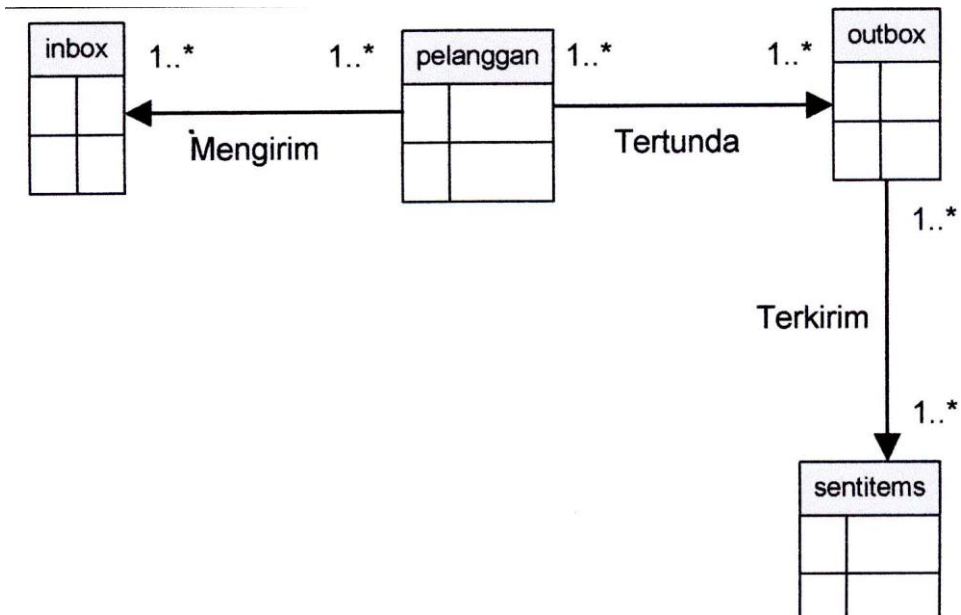 inbox
1..*
1..*
pelanggan
1..*
1..*
outbox
Mengirim
Tertunda
1..*
Terkirim
1..*
sentitems